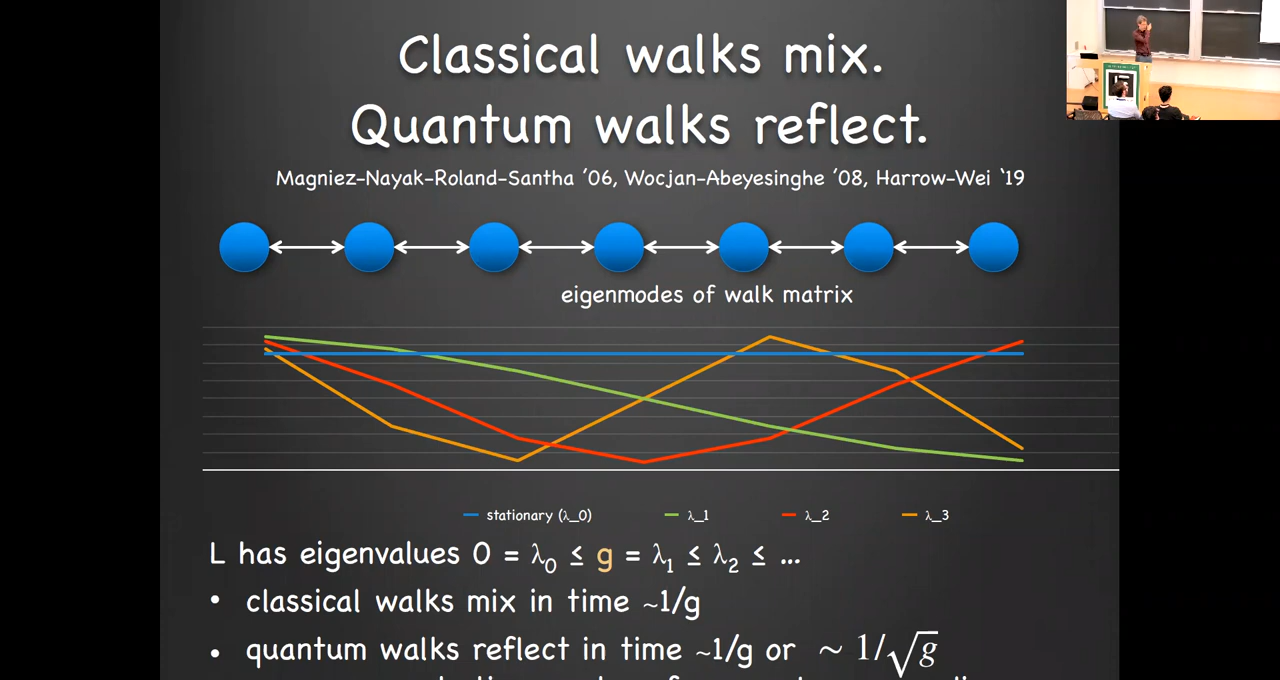 Classical walks mix.
Quantum walks reflect.
Magniez-Nayak-Roland-Santha ’06, Wocjan-Abeyesinghe ’08, Harrow-Wei ‘19
eigenmodes of walk matrix
stationary (λ_0) λ_1 λ_2 λ_3
L has eigenvalues 0 = λ₀ ≤ g = λ₁ ≤ λ₂ ≤ ...
• classical walks mix in time ~1/g
• quantum walks reflect in time ~1/g or ~ 1/√g